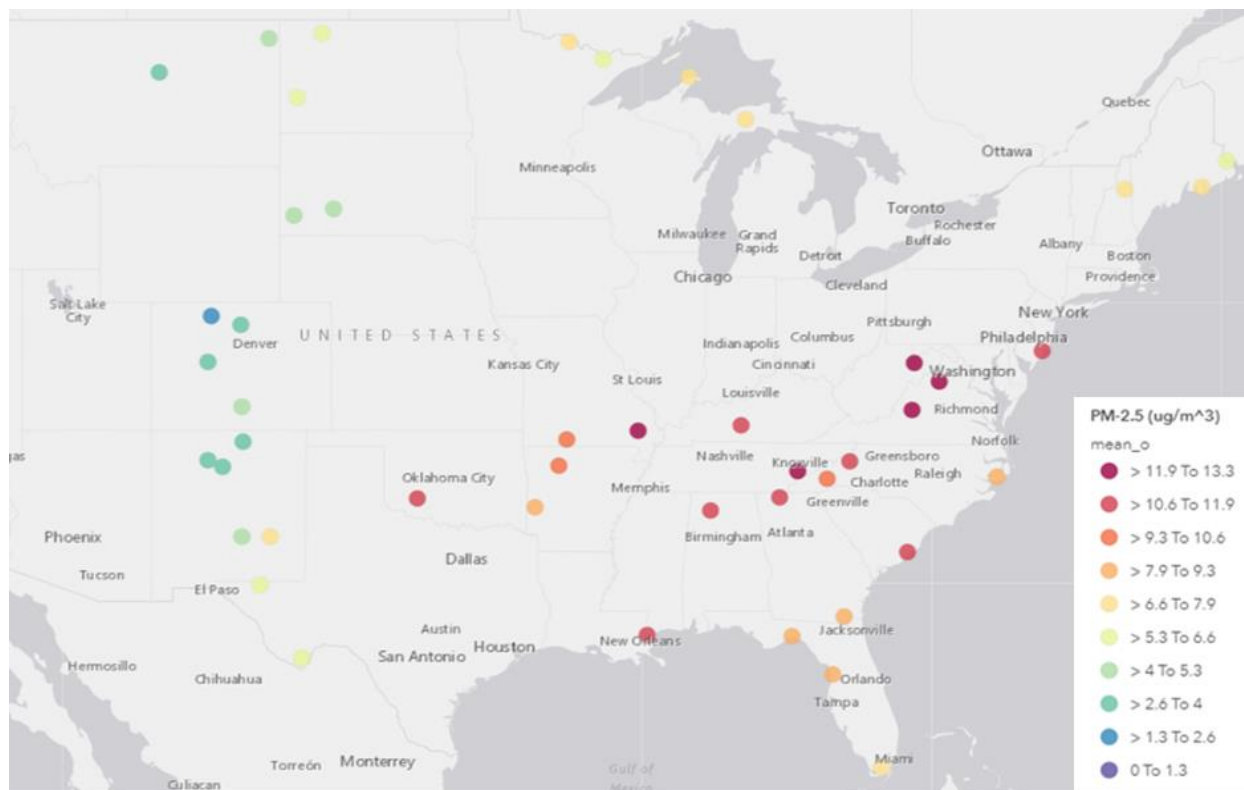 Quebec
Ottawa
Minneapolis
Toronto
Rochester
Milwaukee
Grand
Rapids
Buffalo
Albany
Detroit
Boston
Chicago
Cleveland
Providence
Salt Lake
City
New York
Pittsburgh
UNITED STATES
Denver
Columbus
Philadelphia
Indianapolis
Kansas City
Cincinnati
Washington
St Louis
Louisville
Richmond
Norfolk
gas
Nashville
Knoxville
Greensboro
Raleigh
Oklahoma City
Charlotte
Memphis
Greenville
Phoenix
Birmingham
Atlanta
Dallas
Tucson
El Paso
Jacksonville
Austin
New Orleans
Houston
San Antonio
Hermosillo
Chihuahua
Orlando
Tampa
Miami
Torreón
Monterrey
Gulf of
Mexico
Culiacan
PM-2.5 (ug/m^3)
mean_o
> 11.9 To 13.3
> 10.6 To 11.9
> 9.3 To 10.6
> 7.9 To 9.3
> 6.6 To 7.9
> 5.3 To 6.6
> 4 To 5.3
> 2.6 To 4
> 1.3 To 2.6
0 To 1.3